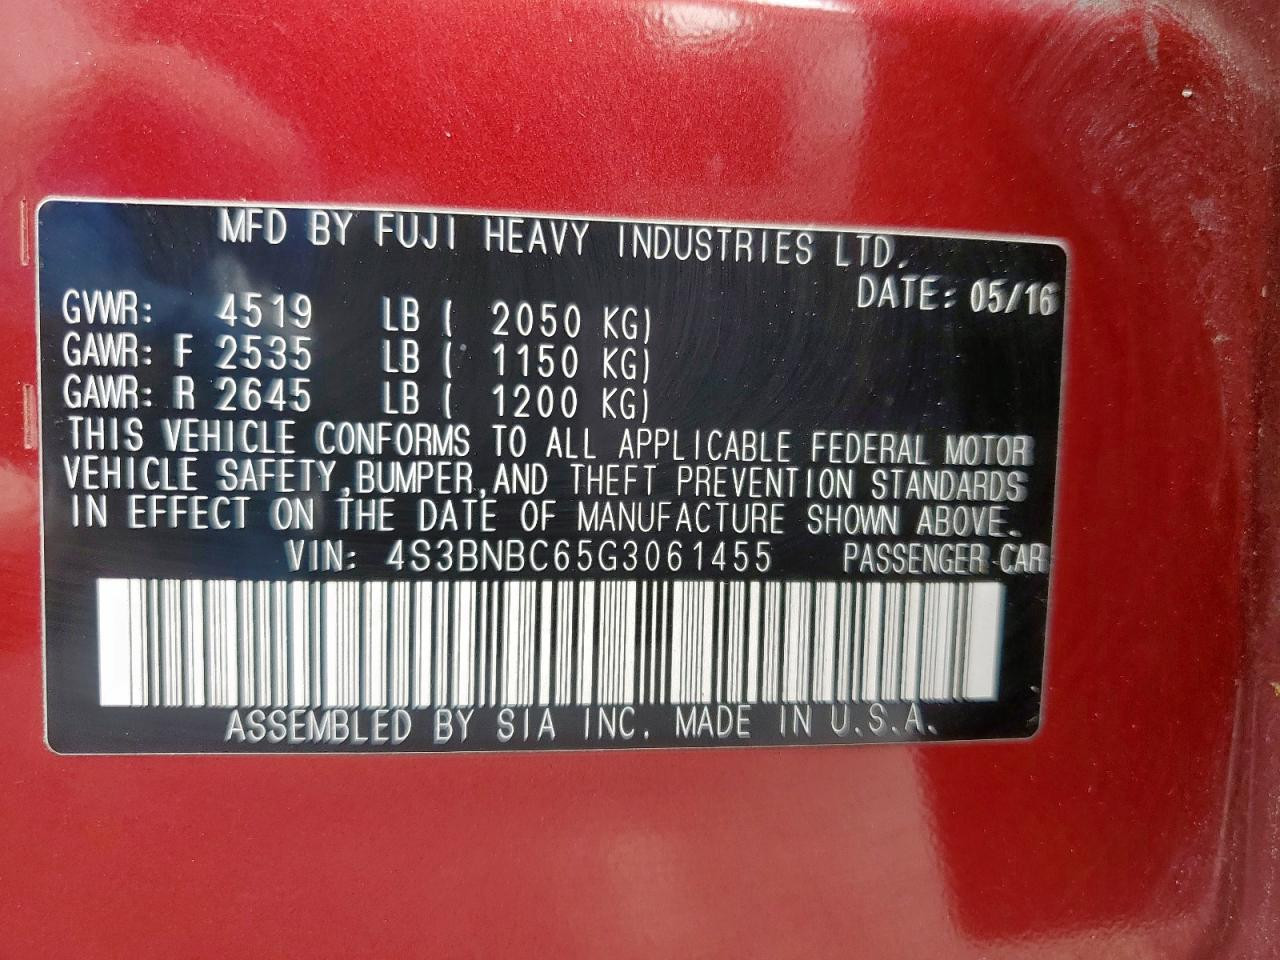 MFD BY FUJI HEAVY INDUSTRIES LTD.
DATE: 05/16
GVWR: 4519 LB ( 2050 KG)
GAWR: F 2535 LB ( 1150 KG)
GAWR: R 2645 LB ( 1200 KG)
THIS VEHICLE CONFORMS TO ALL APPLICABLE FEDERAL MOTOR
VEHICLE SAFETY,BUMPER,AND THEFT PREVENTION STANDARDS
IN EFFECT ON THE DATE OF MANUFACTURE SHOWN ABOVE.
VIN: 4S3BNBC65G3061455 PASSENGER CAR
ASSEMBLED BY SIA INC. MADE IN U.S.A.